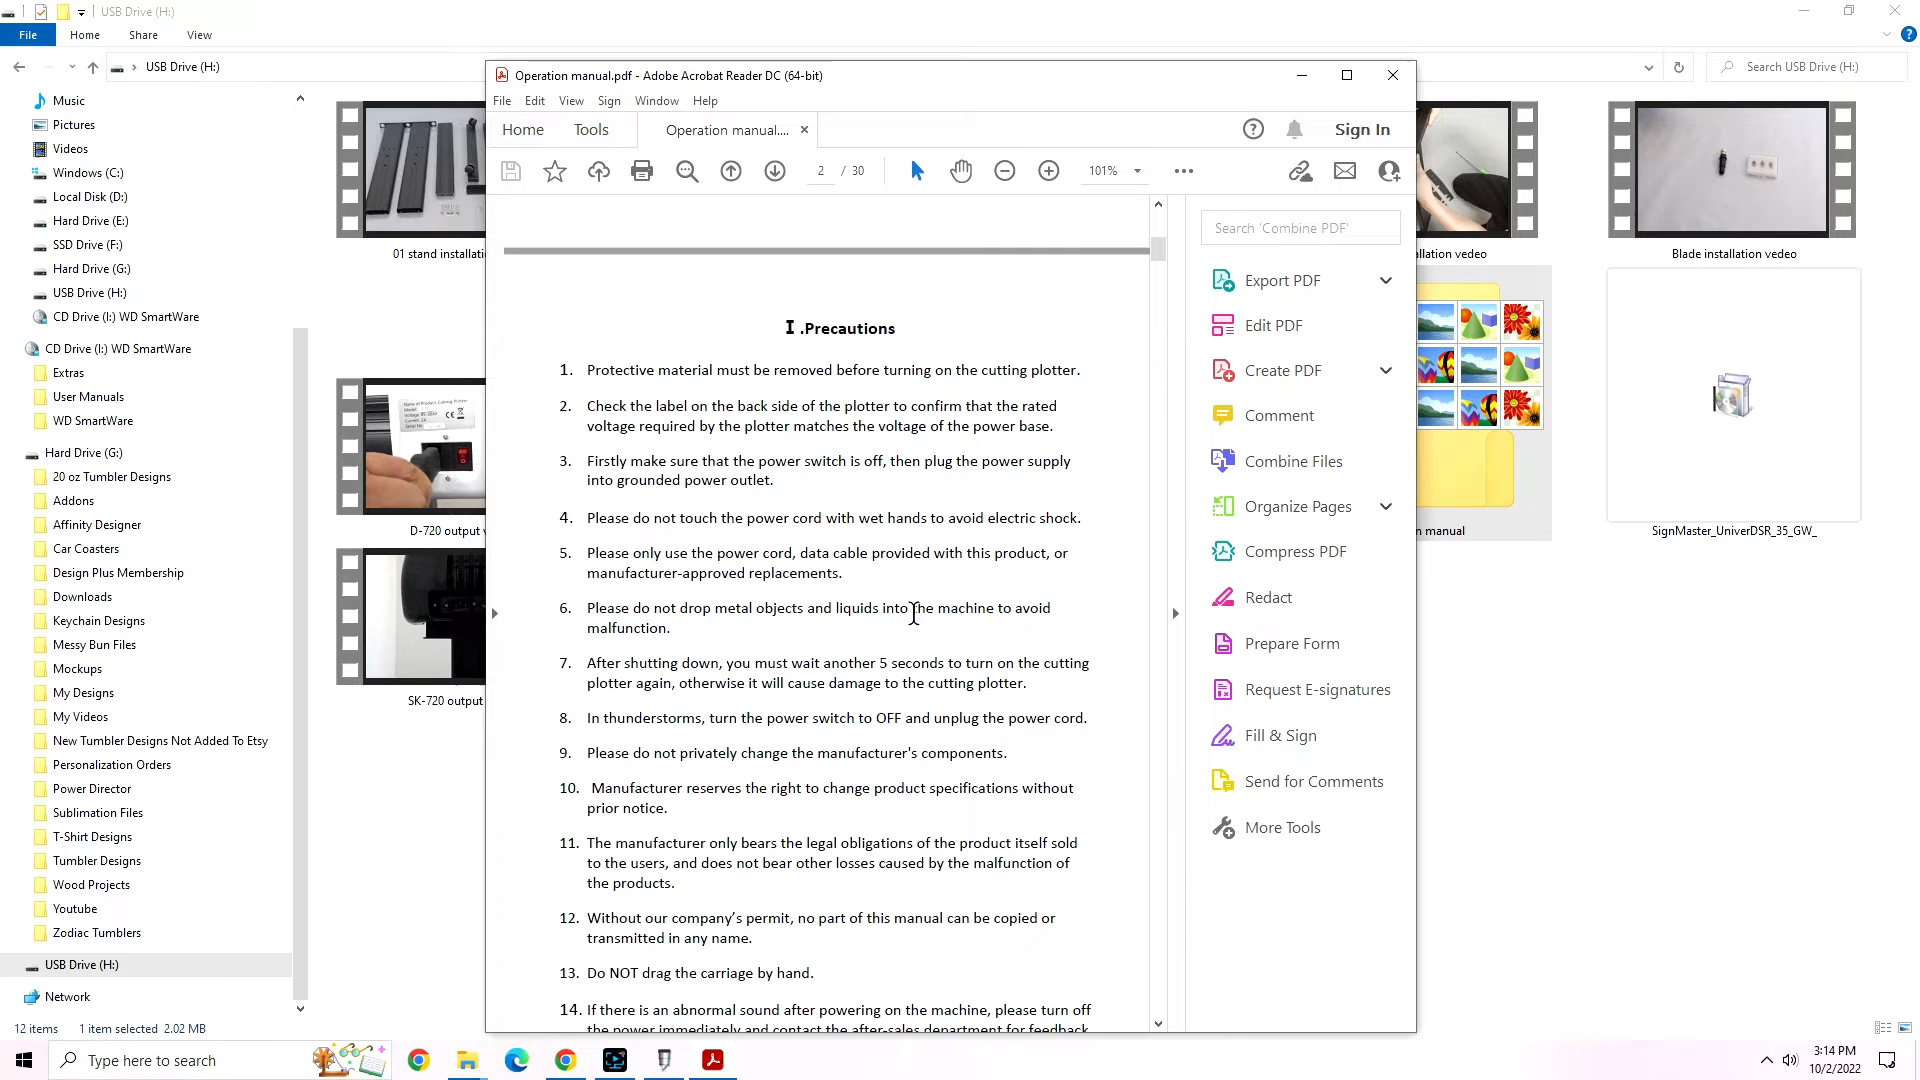 USB Drive (H:)
File Home Share View
USB Drive (H:)
Search USB Drive (H:)
Music
Pictures
Videos
Windows (C:)
Local Disk (D:)
Hard Drive (E:)
SSD Drive (F:)
Hard Drive (G:)
USB Drive (H:)
CD Drive (I:) WD SmartWare
CD Drive (I:) WD SmartWare
Extras
User Manuals
WD SmartWare
Hard Drive (G:)
20 oz Tumbler Designs
Addons
Affinity Designer
Car Coasters
Design Plus Membership
Downloads
Keychain Designs
Messy Bun Files
Mockups
My Designs
My Videos
New Tumbler Designs Not Added To Etsy
Personalization Orders
Power Director
Sublimation Files
T-Shirt Designs
Tumbler Designs
Wood Projects
Youtube
Zodiac Tumblers
USB Drive (H:)
Network
12 items 1 item selected 2.02 MB
01 stand installati
D-720 output v
SK-720 output
Operation manual.pdf - Adobe Acrobat Reader DC (64-bit)
File Edit View Sign Window Help
Home Tools Operation manual.... Sign In
2 / 30 101%
I .Precautions
1. Protective material must be removed before turning on the cutting plotter.
2. Check the label on the back side of the plotter to confirm that the rated
voltage required by the plotter matches the voltage of the power base.
3. Firstly make sure that the power switch is off, then plug the power supply
into grounded power outlet.
4. Please do not touch the power cord with wet hands to avoid electric shock.
5. Please only use the power cord, data cable provided with this product, or
manufacturer-approved replacements.
6. Please do not drop metal objects and liquids into the machine to avoid
malfunction.
7. After shutting down, you must wait another 5 seconds to turn on the cutting
plotter again, otherwise it will cause damage to the cutting plotter.
8. In thunderstorms, turn the power switch to OFF and unplug the power cord.
9. Please do not privately change the manufacturer's components.
10. Manufacturer reserves the right to change product specifications without
prior notice.
11. The manufacturer only bears the legal obligations of the product itself sold
to the users, and does not bear other losses caused by the malfunction of
the products.
12. Without our company’s permit, no part of this manual can be copied or
transmitted in any name.
13. Do NOT drag the carriage by hand.
14. If there is an abnormal sound after powering on the machine, please turn off
the power immediately and contact the after-sales department for feedback
Search 'Combine PDF'
Export PDF
Edit PDF
Create PDF
Comment
Combine Files
Organize Pages
Compress PDF
Redact
Prepare Form
Request E-signatures
Fill & Sign
Send for Comments
More Tools
allation vedeo
Blade installation vedeo
n manual
SignMaster_UniverDSR_35_GW_
Type here to search
3:14 PM
10/2/2022